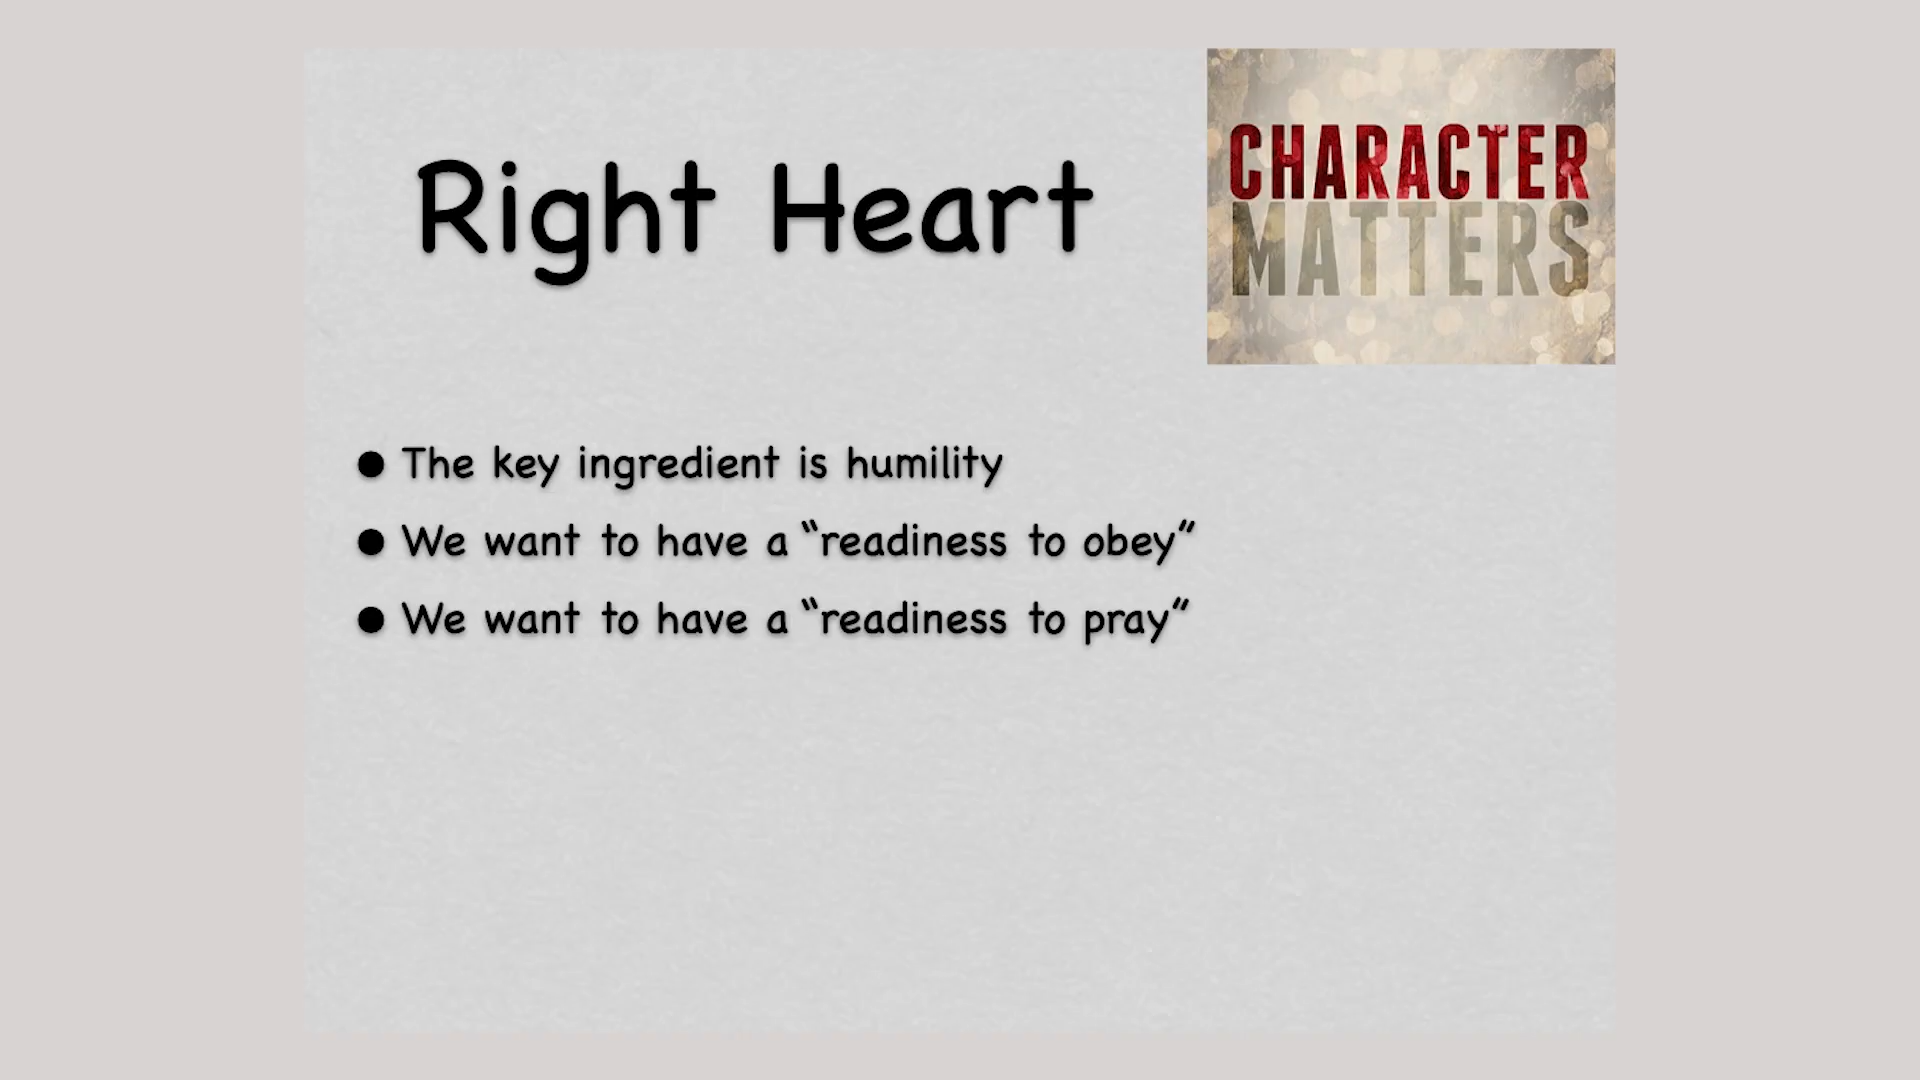 Right Heart
CHARACTER
MATTERS
● The key ingredient is humility
● We want to have a “readiness to obey”
● We want to have a “readiness to pray”